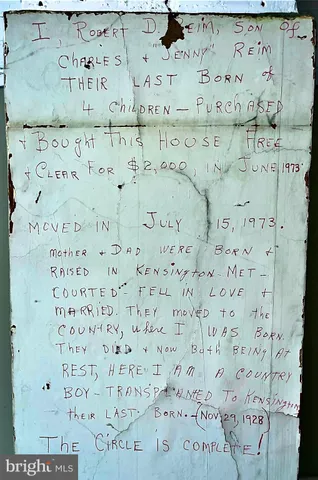 I, Robert D. Reim, Son of
Charles & "Jenny" Reim
Their Last Born of
4 Children – Purchased
& Bought This House Free
& Clear For $2,000, in June 1973
Moved in July 15, 1973.
Mother & Dad were Born &
Raised in Kensington Met –
Courted – Fell in Love &
Married. They moved to the
Country, where I was Born.
They Died & now Both Being at
Rest, Here I am a Country
Boy – Transplanted To Kensington
their Last Born. – (Nov 29, 1928)
The Circle is Complete!
bright MLS